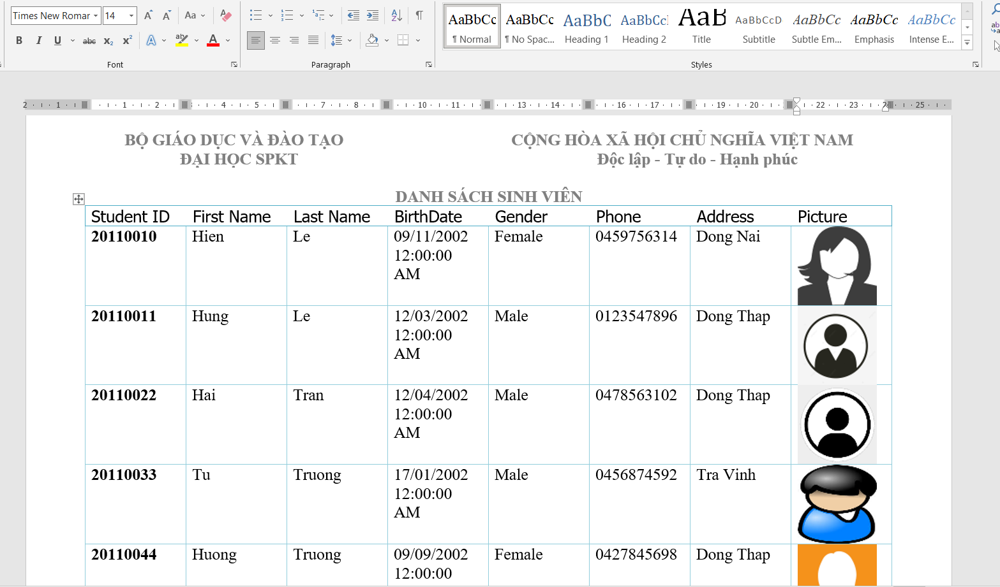 Times New Roman 14 Aa
B I U abc x₂ x² A aby A
Font Paragraph Styles
AaBbCc AaBbCc AaBbC AaBbCc AaB AaBbCcD AaBbCc AaBbCc AaBbCc
¶ Normal ¶ No Spac... Heading 1 Heading 2 Title Subtitle Subtle Em... Emphasis Intense E...
2 1 1 2 4 5 7 8 10 11 13 14 16 17 19 20 22 23 25
BỘ GIÁO DỤC VÀ ĐÀO TẠO CỘNG HÒA XÃ HỘI CHỦ NGHĨA VIỆT NAM
ĐẠI HỌC SPKT Độc lập - Tự do - Hạnh phúc
DANH SÁCH SINH VIÊN
Student ID First Name Last Name BirthDate Gender Phone Address Picture
20110010 Hien Le 09/11/2002 Female 0459756314 Dong Nai
12:00:00
AM
20110011 Hung Le 12/03/2002 Male 0123547896 Dong Thap
12:00:00
AM
20110022 Hai Tran 12/04/2002 Male 0478563102 Dong Thap
12:00:00
AM
20110033 Tu Truong 17/01/2002 Male 0456874592 Tra Vinh
12:00:00
AM
20110044 Huong Truong 09/09/2002 Female 0427845698 Dong Thap
12:00:00